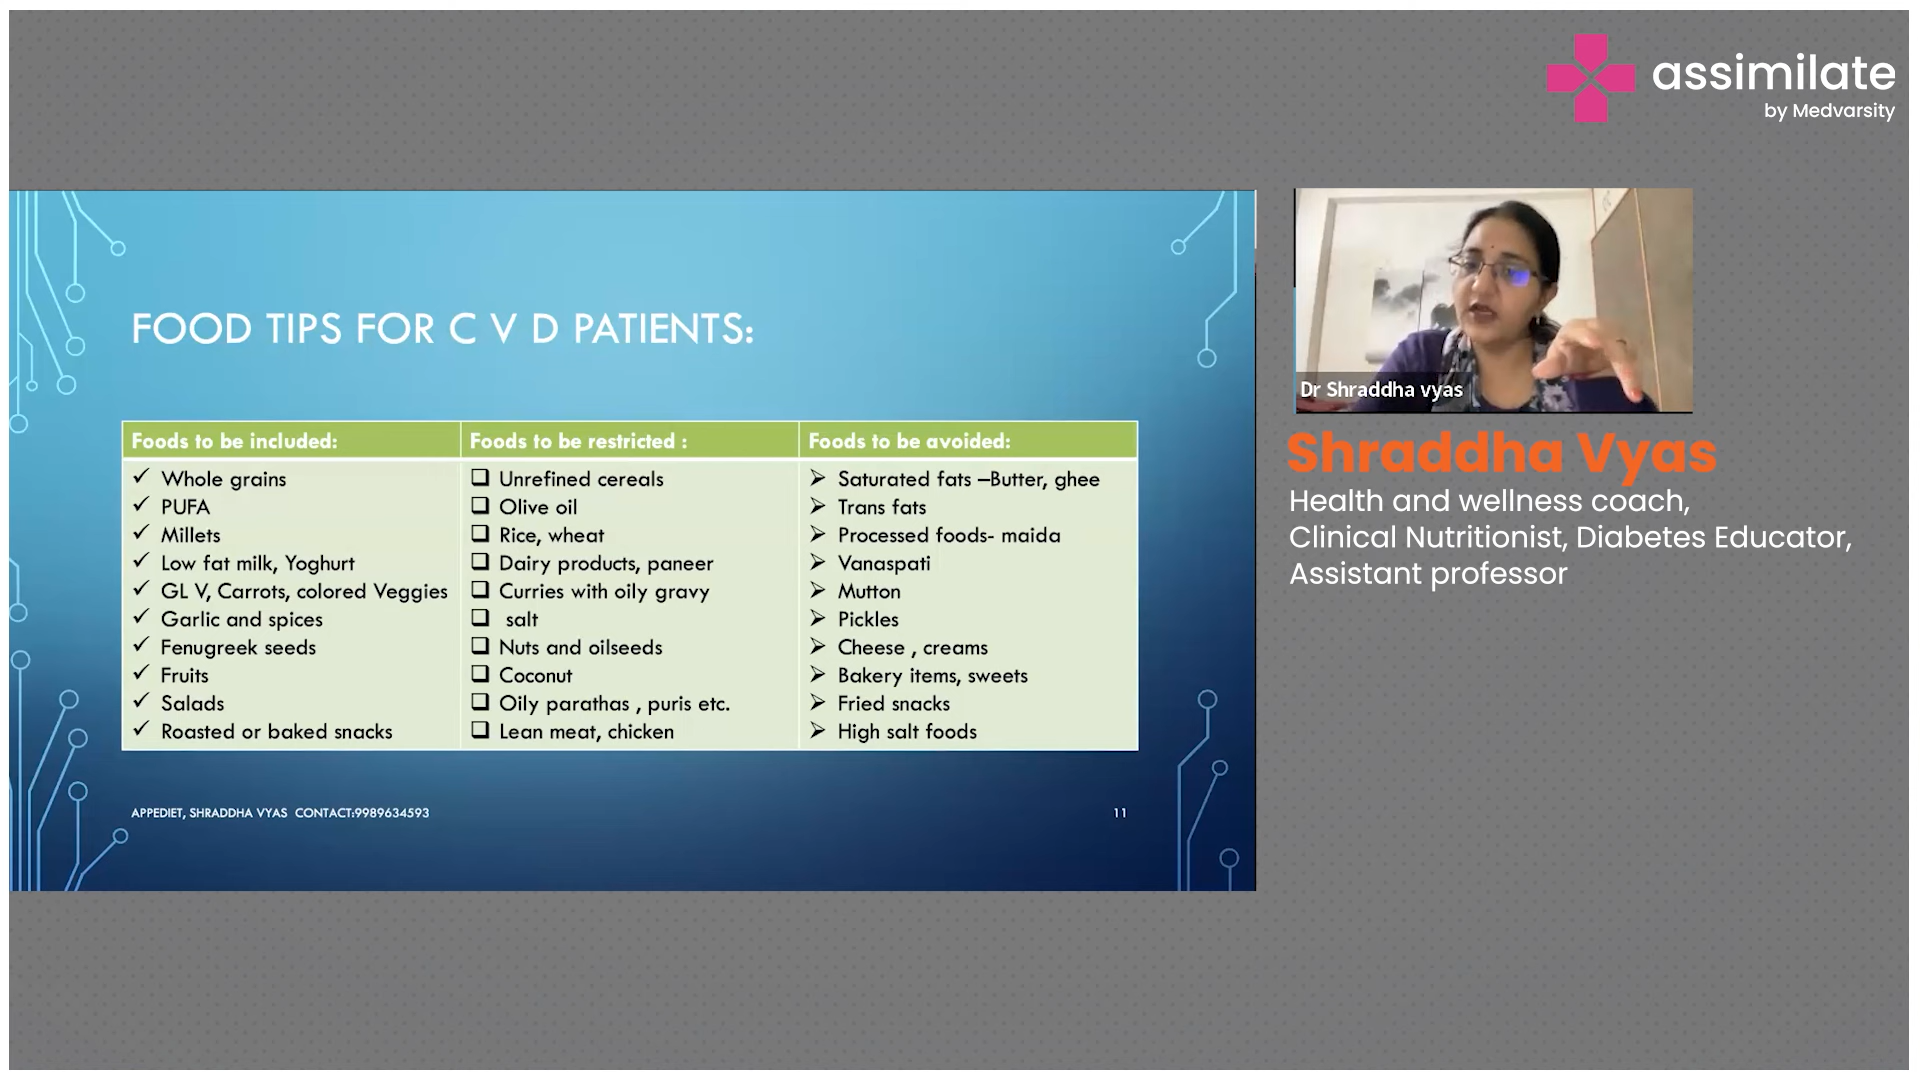 assimilate
by Medvarsity
FOOD TIPS FOR C V D PATIENTS:
Foods to be included:
✓ Whole grains
✓ PUFA
✓ Millets
✓ Low fat milk, Yoghurt
✓ GL V, Carrots, colored Veggies
✓ Garlic and spices
✓ Fenugreek seeds
✓ Fruits
✓ Salads
✓ Roasted or baked snacks
Foods to be restricted :
❑ Unrefined cereals
❑ Olive oil
❑ Rice, wheat
❑ Dairy products, paneer
❑ Curries with oily gravy
❑ salt
❑ Nuts and oilseeds
❑ Coconut
❑ Oily parathas , puris etc.
❑ Lean meat, chicken
Foods to be avoided:
➢ Saturated fats –Butter, ghee
➢ Trans fats
➢ Processed foods- maida
➢ Vanaspati
➢ Mutton
➢ Pickles
➢ Cheese , creams
➢ Bakery items, sweets
➢ Fried snacks
➢ High salt foods
APPEDIET, SHRADDHA VYAS CONTACT:9989634593
11
Dr Shraddha vyas
Shraddha Vyas
Health and wellness coach,
Clinical Nutritionist, Diabetes Educator,
Assistant professor